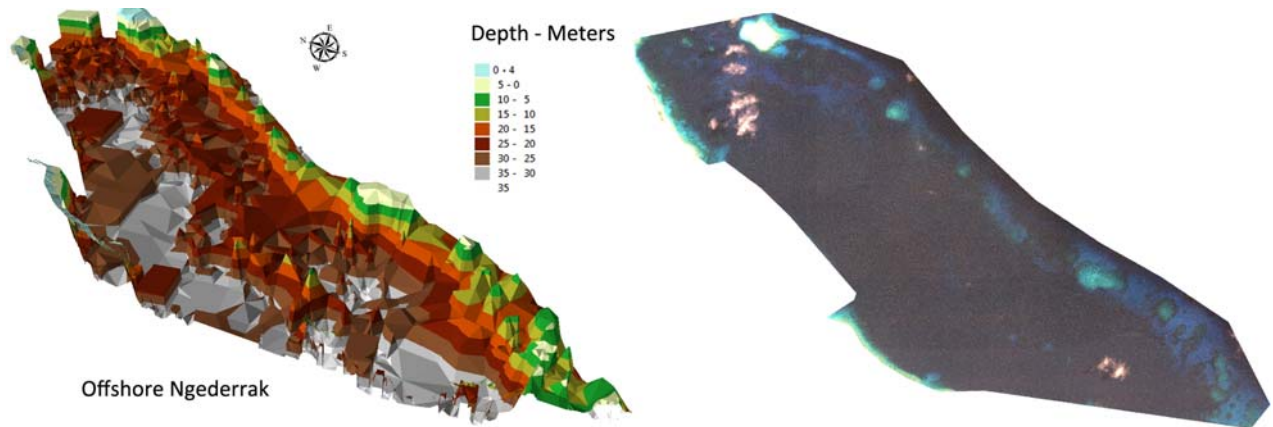 Depth - Meters
E
N
S
W
0 + 4
5 - 0
10 - 5
15 - 10
20 - 15
25 - 20
30 - 25
35 - 30
35
Offshore Ngederrak